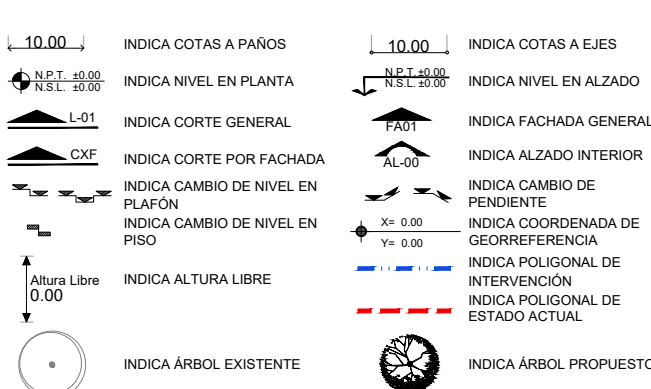 10.00 INDICA COTAS A PAÑOS
N.P.T. ±0.00
N.S.L. ±0.00
INDICA NIVEL EN PLANTA
L-01 INDICA CORTE GENERAL
CXF INDICA CORTE POR FACHADA
INDICA CAMBIO DE NIVEL EN
PLAFÓN
INDICA CAMBIO DE NIVEL EN
PISO
Altura Libre
0.00
INDICA ALTURA LIBRE
INDICA ÁRBOL EXISTENTE
10.00 INDICA COTAS A EJES
N.P.T. ±0.00
N.S.L. ±0.00
INDICA NIVEL EN ALZADO
FA01
INDICA FACHADA GENERAL
AL-00
INDICA ALZADO INTERIOR
INDICA CAMBIO DE
PENDIENTE
X= 0.00
Y= 0.00
INDICA COORDENADA DE
GEORREFERENCIA
INDICA POLIGONAL DE
INTERVENCIÓN
INDICA POLIGONAL DE
ESTADO ACTUAL
INDICA ÁRBOL PROPUESTO